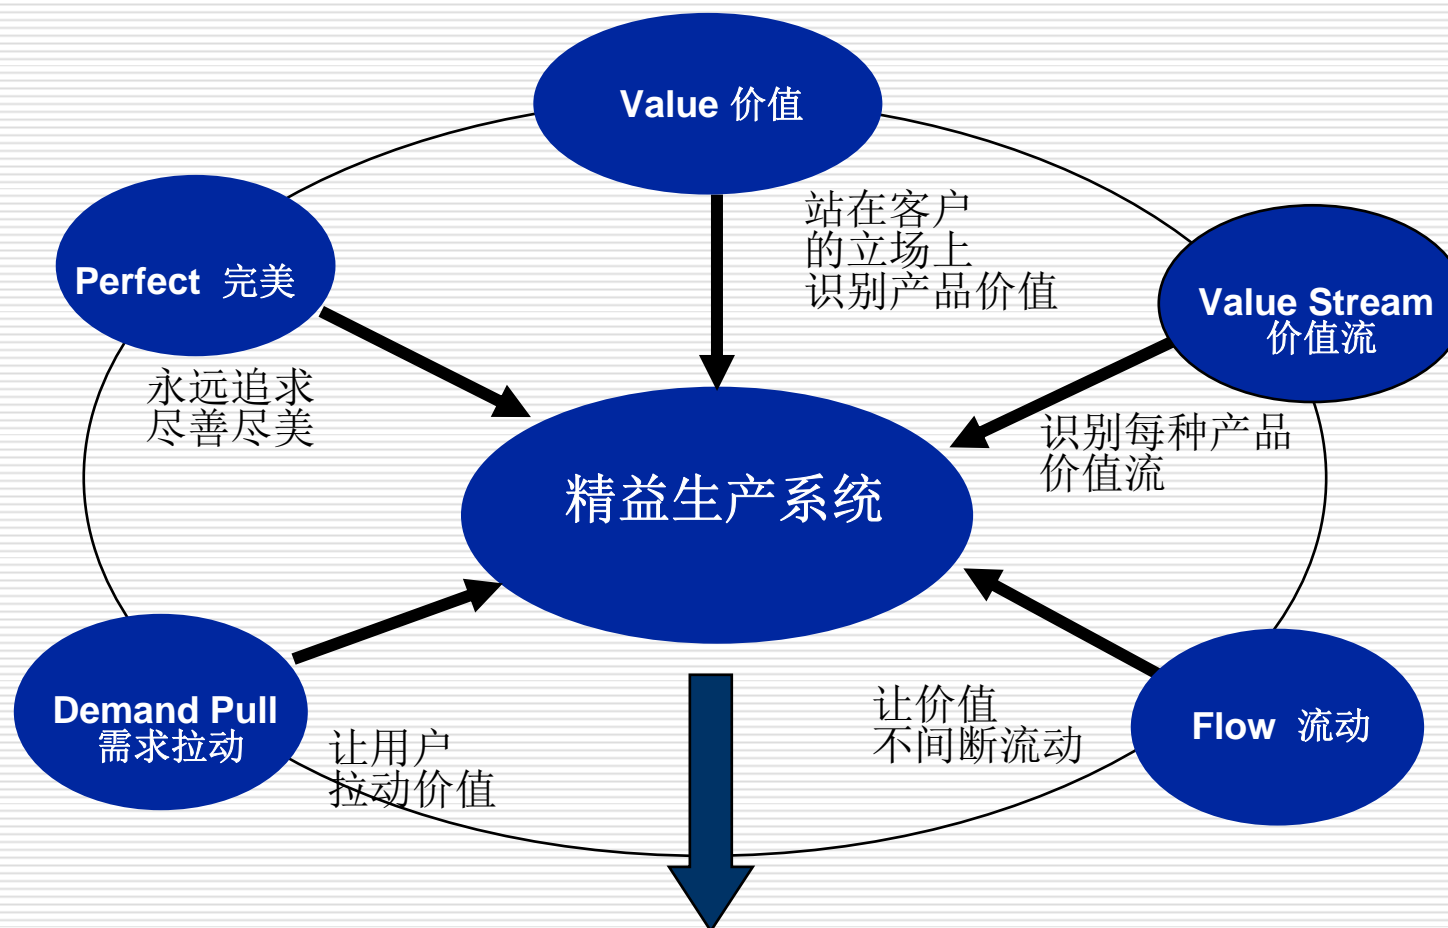 Value 价值
站在客户
的立场上
识别产品价值
Perfect 完美
永远追求
尽善尽美
Value Stream
价值流
识别每种产品
价值流
精益生产系统
Demand Pull
需求拉动
让用户
拉动价值
让价值
不间断流动
Flow 流动